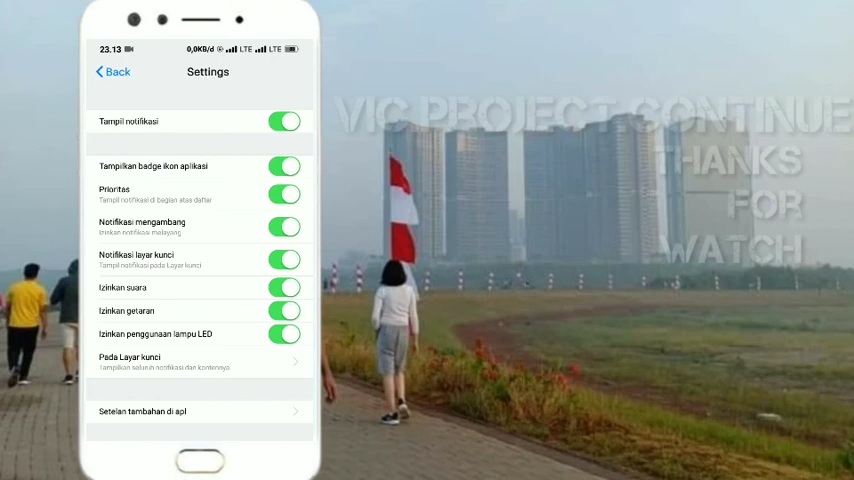 23.13
0,0KB/d LTE LTE
Back
Settings
Tampil notifikasi
Tampilkan badge ikon aplikasi
Prioritas
Tampil notifikasi di bagian atas daftar
Notifikasi mengambang
Izinkan notifikasi melayang
Notifikasi layar kunci
Tampil notifikasi pada Layar kunci
Izinkan suara
Izinkan getaran
Izinkan penggunaan lampu LED
Pada Layar kunci
Tampilkan seluruh notifikasi dan kontennya
Setelan tambahan di apl
VIC PROJECT.CONTINUE
THANKS
FOR
WATCH